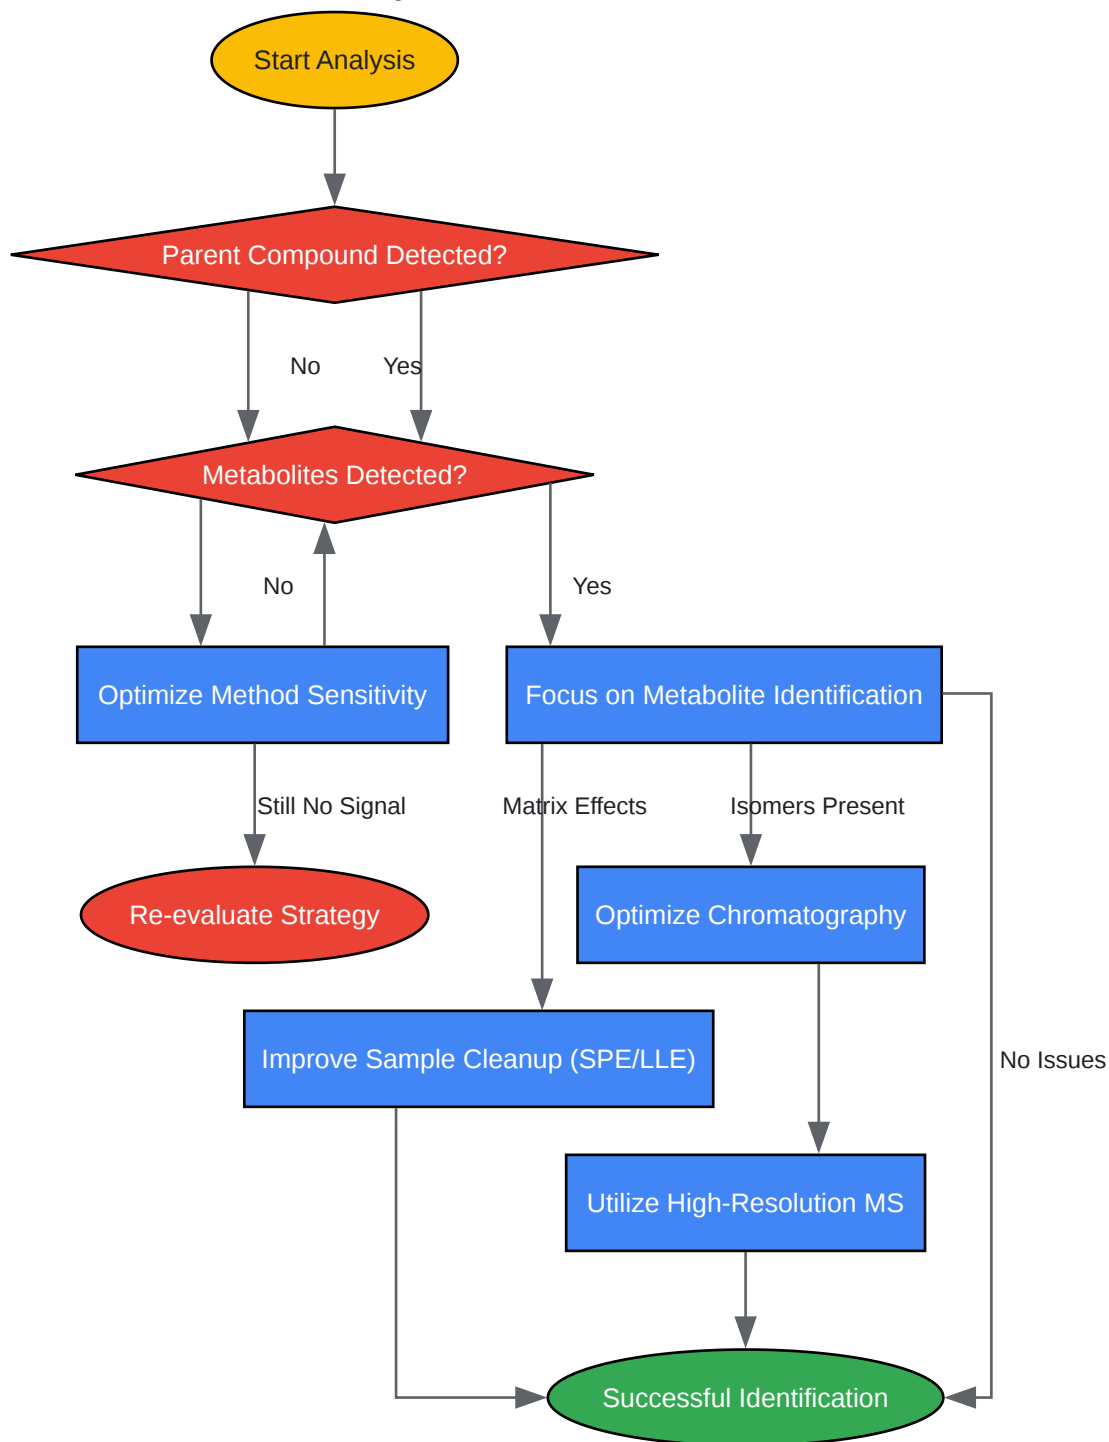 Start Analysis
Parent Compound Detected?
No
Yes
Metabolites Detected?
No
Yes
Optimize Method Sensitivity
Focus on Metabolite Identification
Still No Signal
Matrix Effects
Isomers Present
Re-evaluate Strategy
Optimize Chromatography
Improve Sample Cleanup (SPE/LLE)
No Issues
Utilize High-Resolution MS
Successful Identification